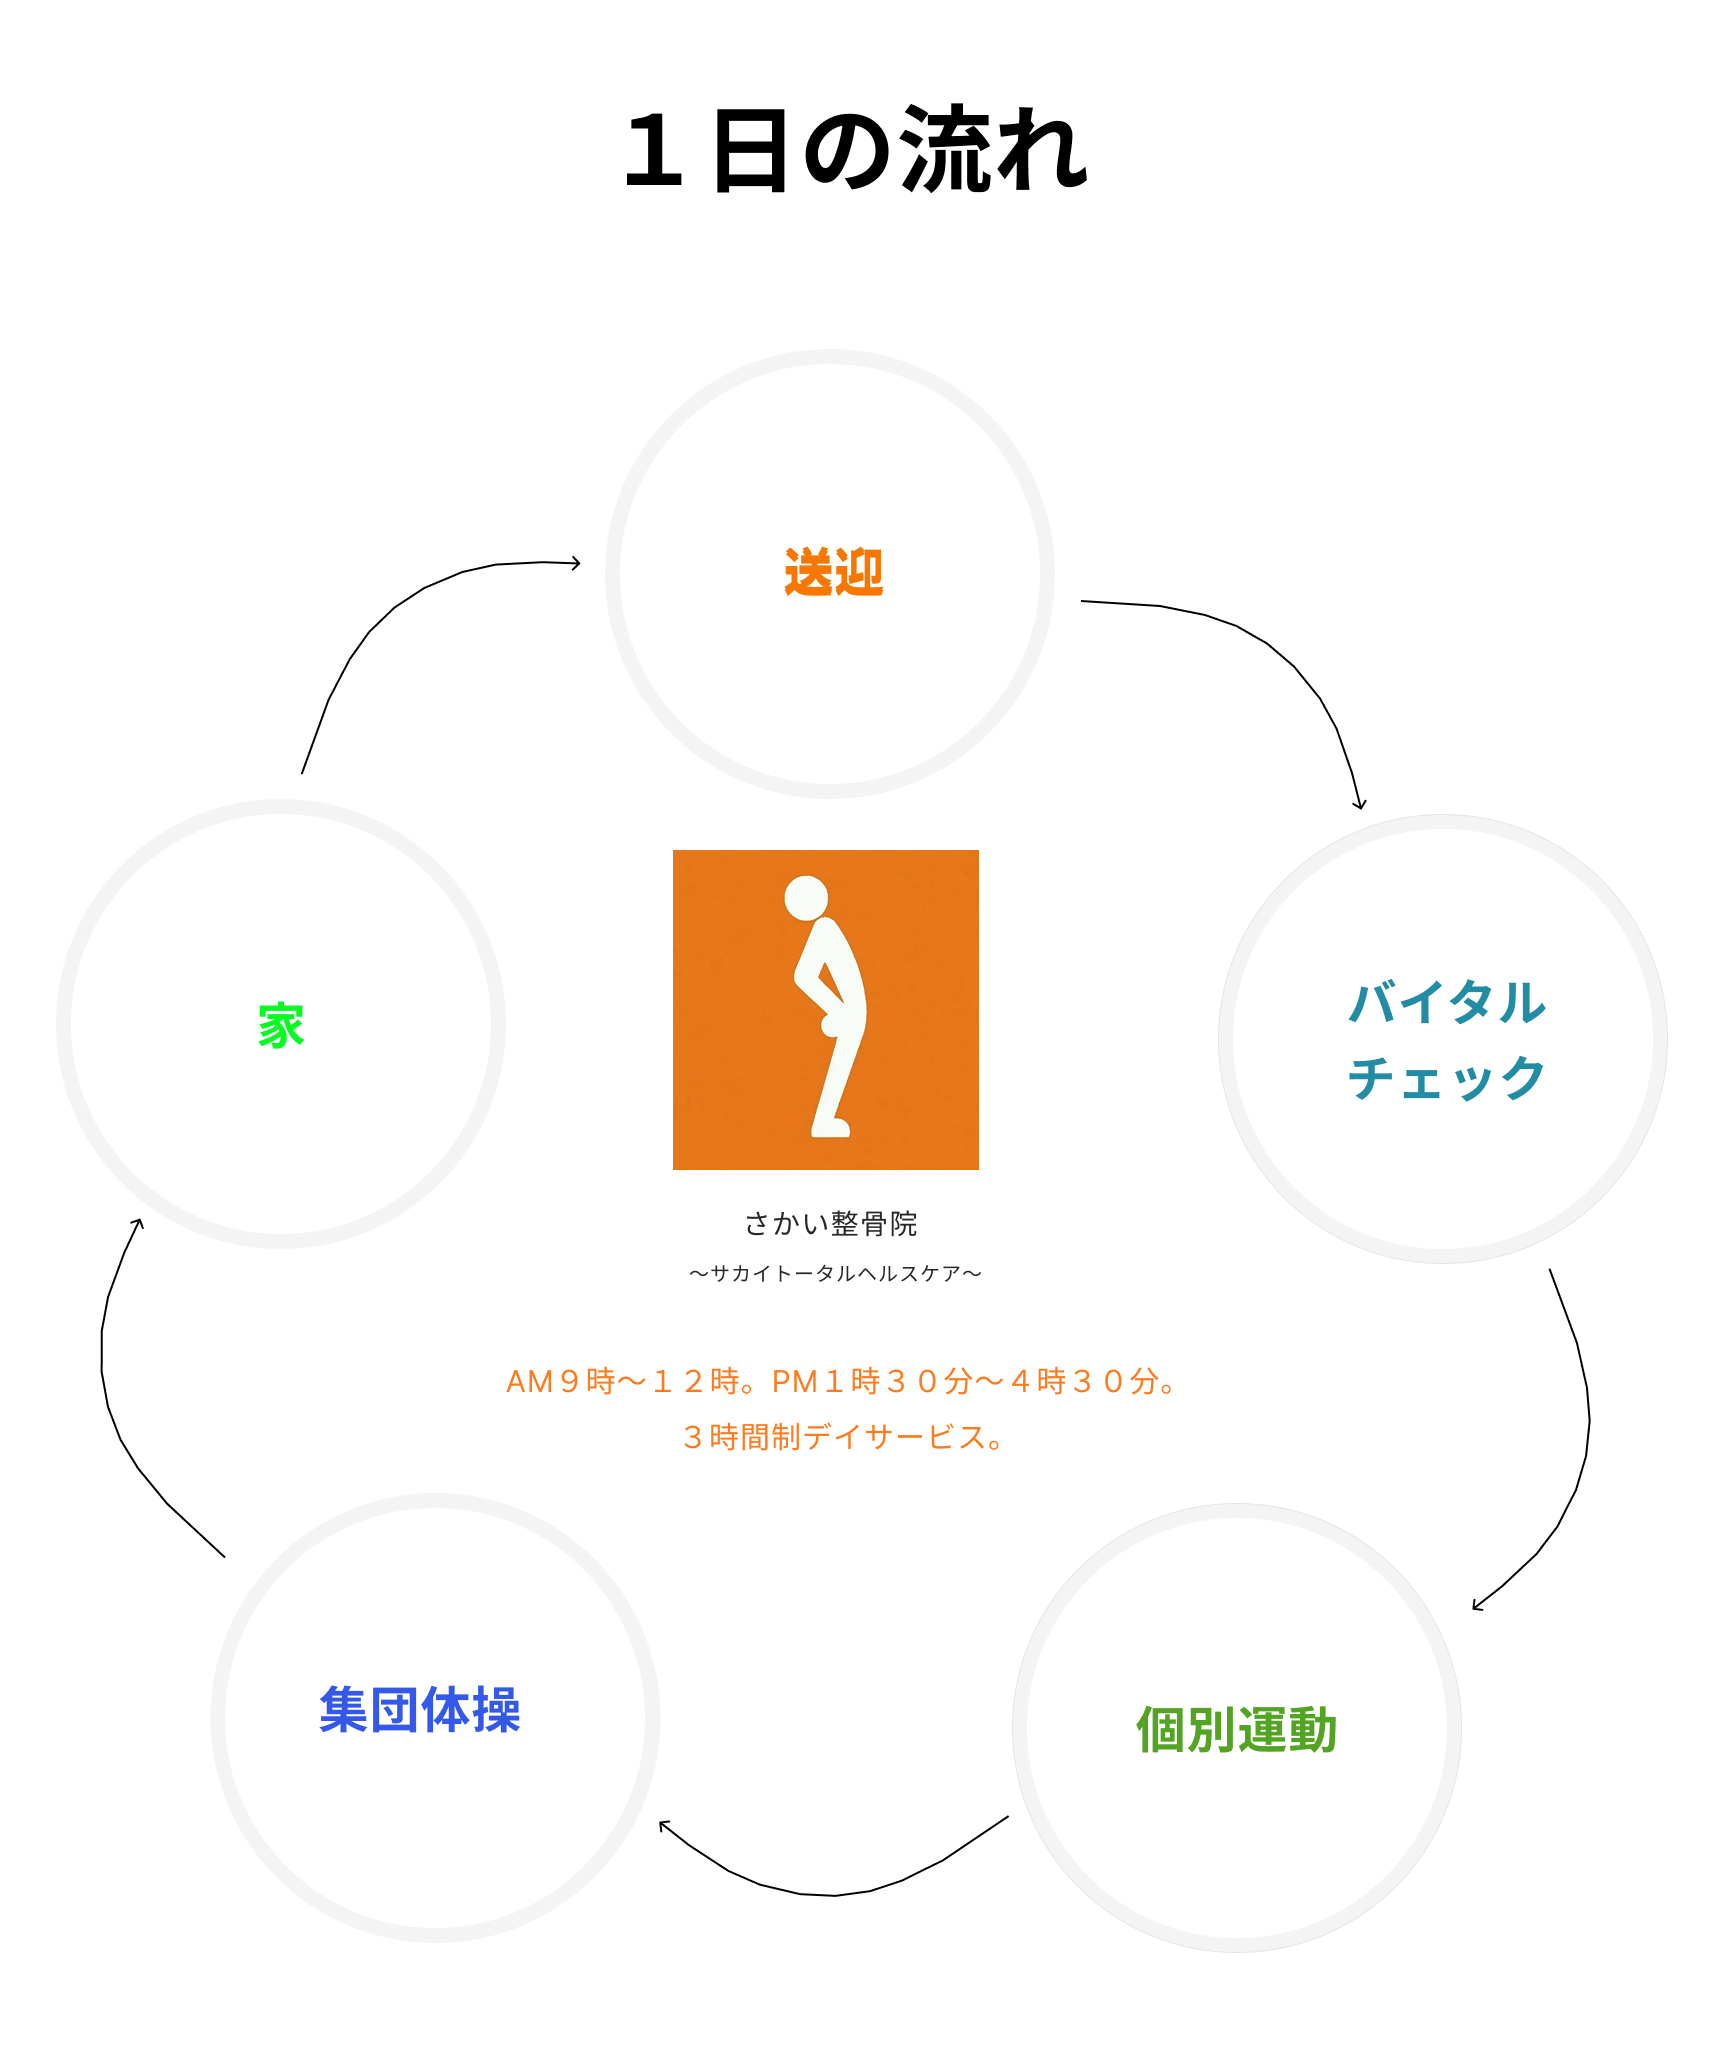 １日の流れ
送迎
家
バイタル
チェック
さかい整骨院
〜サカイトータルヘルスケア〜
AM９時〜１２時。PM１時３０分〜４時３０分。
３時間制デイサービス。
集団体操
個別運動